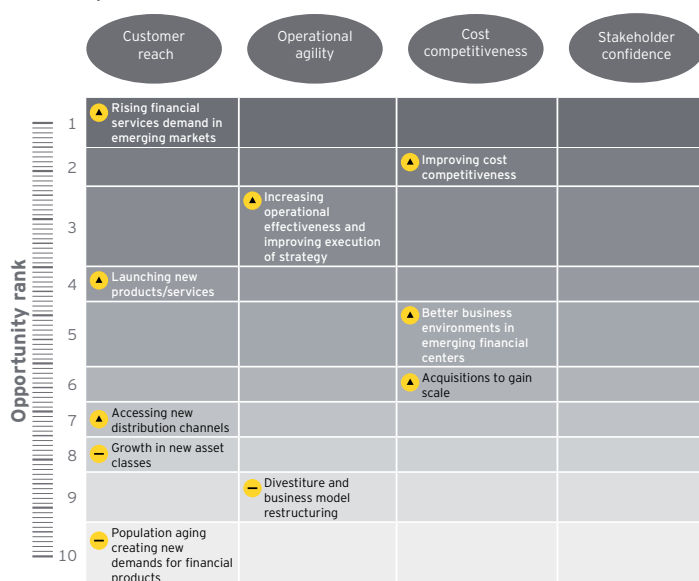 Customer
reach
Operational
agility
Cost
competitiveness
Stakeholder
confidence
Opportunity rank
1
Rising financial
services demand in
emerging markets
2
Improving cost
competitiveness
3
Increasing
operational
effectiveness and
improving execution
of strategy
4
Launching new
products/services
5
Better business
environments in
emerging financial
centers
6
Acquisitions to gain
scale
7
Accessing new
distribution channels
8
Growth in new asset
classes
9
Divestiture and
business model
restructuring
10
Population aging
creating new
demands for financial
products